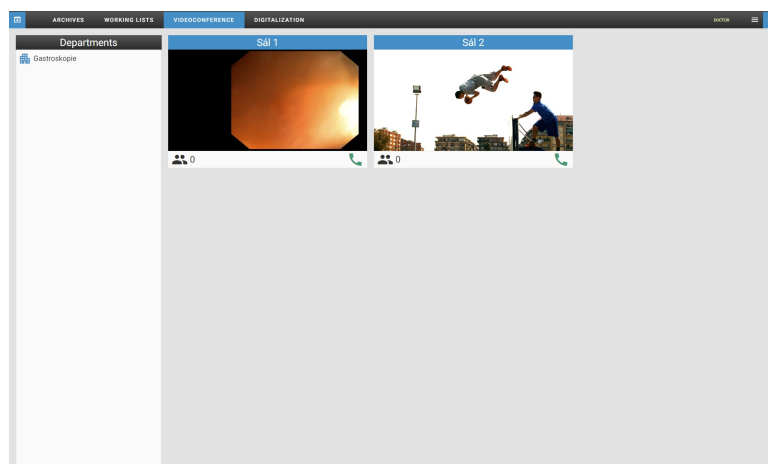 ARCHIVES WORKING LISTS VIDEOCONFERENCE DIGITALIZATION DOCTOR
Departments
Gastroskopie
Sál 1
0
Sál 2
0